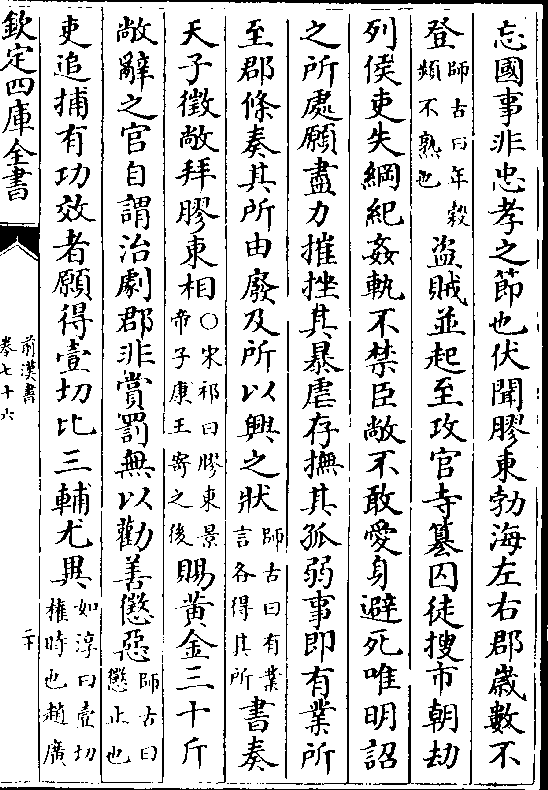 忘國事非忠孝之節也伏聞膠東勃海左右郡歲數不
登師古曰年穀頻不熟也盜賊並起至攻官寺篡囚徒搜市朝劫
列侯吏失綱紀姦軌不禁臣敞不敢愛身避死唯明詔
之所處願盡力摧挫其暴虐存撫其孤弱事即有業所
至郡條奏其所由廢及所以興之狀師古曰有業言各得其所書奏
天子徵敞拜膠東相○宋祁曰膠東景帝子康王寄之後賜黃金三十斤
敞辭之官自謂治劇郡非賞罰無以勸善懲惡師古曰懲止也
吏追捕有功效者願得壹切比三輔尤異如淳曰壹切權時也趙廣
欽定四庫全書
前漢書
卷七十六
二十